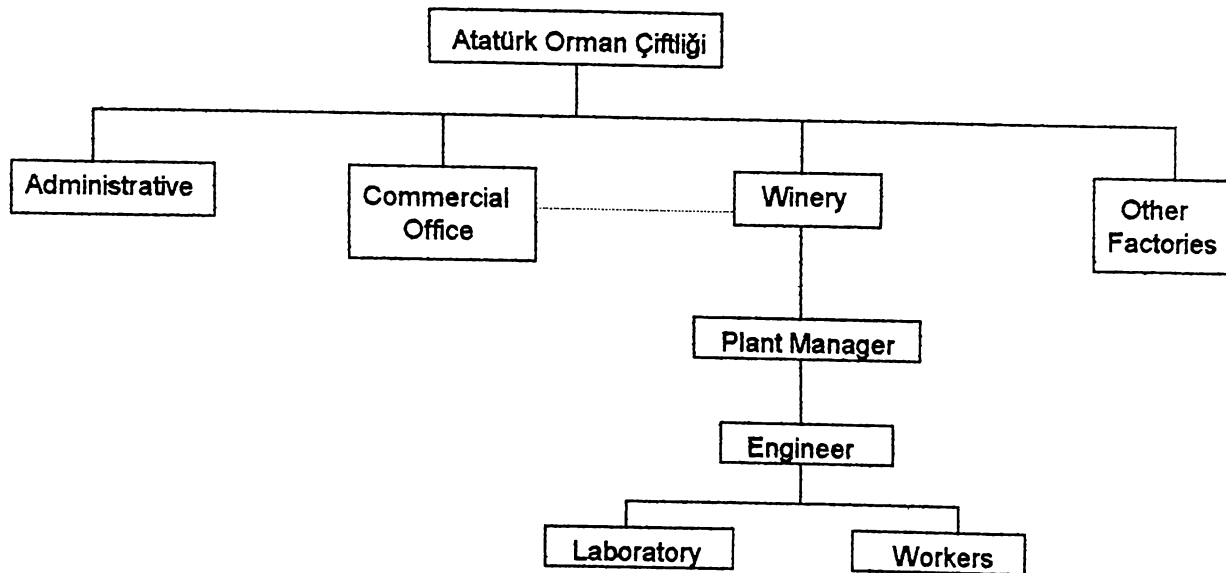 Atatürk Orman Çiftliği
Administrative
Commercial
Office
Winery
Other
Factories
Plant Manager
Engineer
Laboratory
Workers